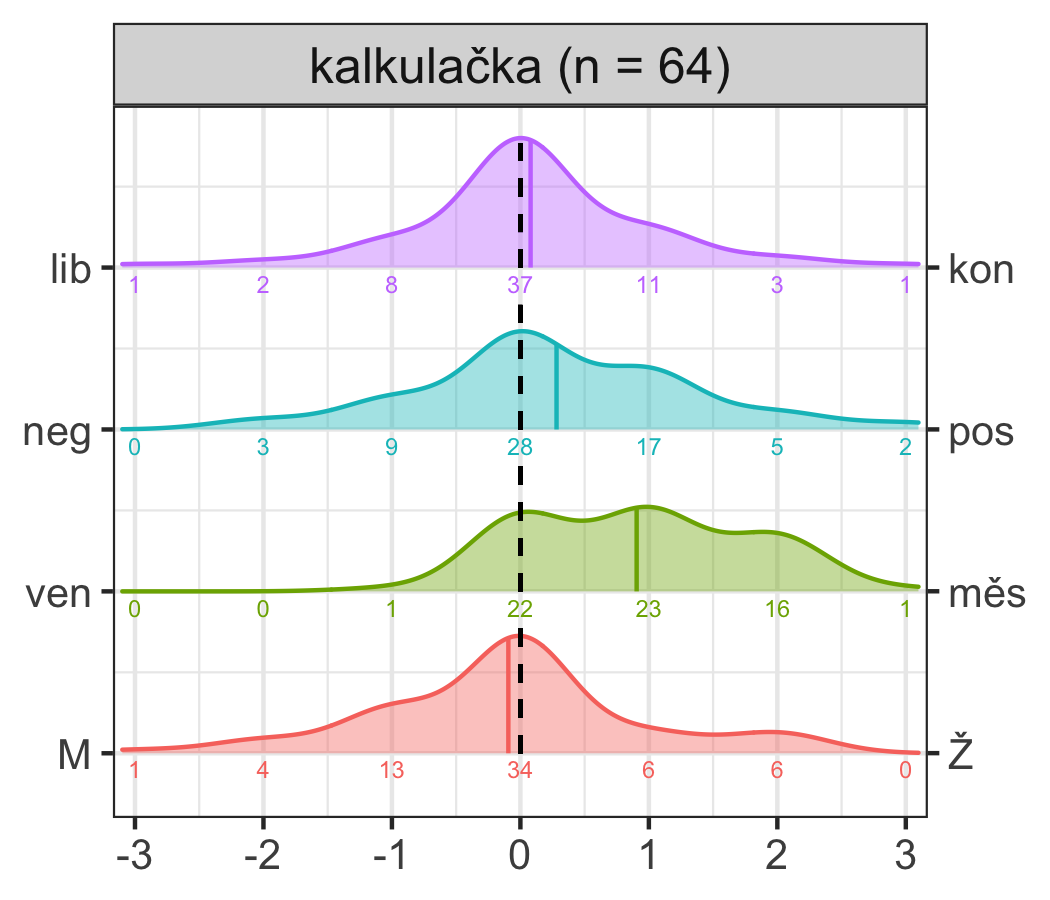 kalkulačka (n = 64)
lib kon
1 2 8 37 11 3 1
neg pos
0 3 9 28 17 5 2
ven měs
0 0 1 22 23 16 1
M Ž
1 4 13 34 6 6 0
-3 -2 -1 0 1 2 3